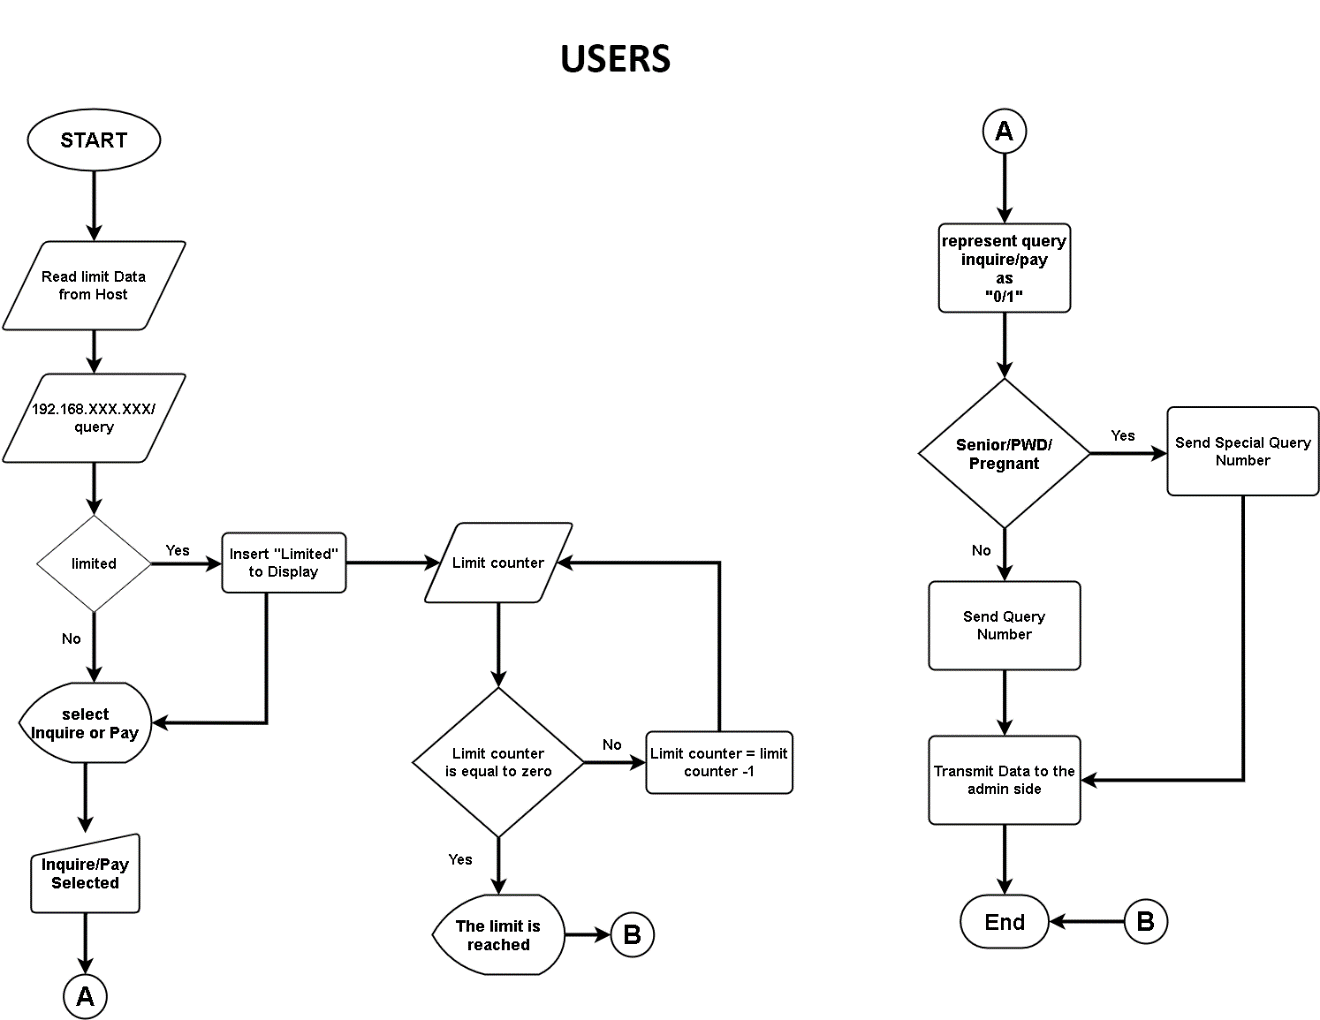 USERS
START
Read limit Data
from Host
192.168.XXX.XXX/
query
limited
Yes
No
Insert "Limited"
to Display
select
Inquire or Pay
Inquire/Pay
Selected
A
Limit counter
Limit counter
is equal to zero
No
Limit counter = limit
counter -1
Yes
The limit is
reached
B
A
represent query
inquire/pay
as
"0/1"
Senior/PWD/
Pregnant
Yes
Send Special Query
Number
No
Send Query
Number
Transmit Data to the
admin side
End
B